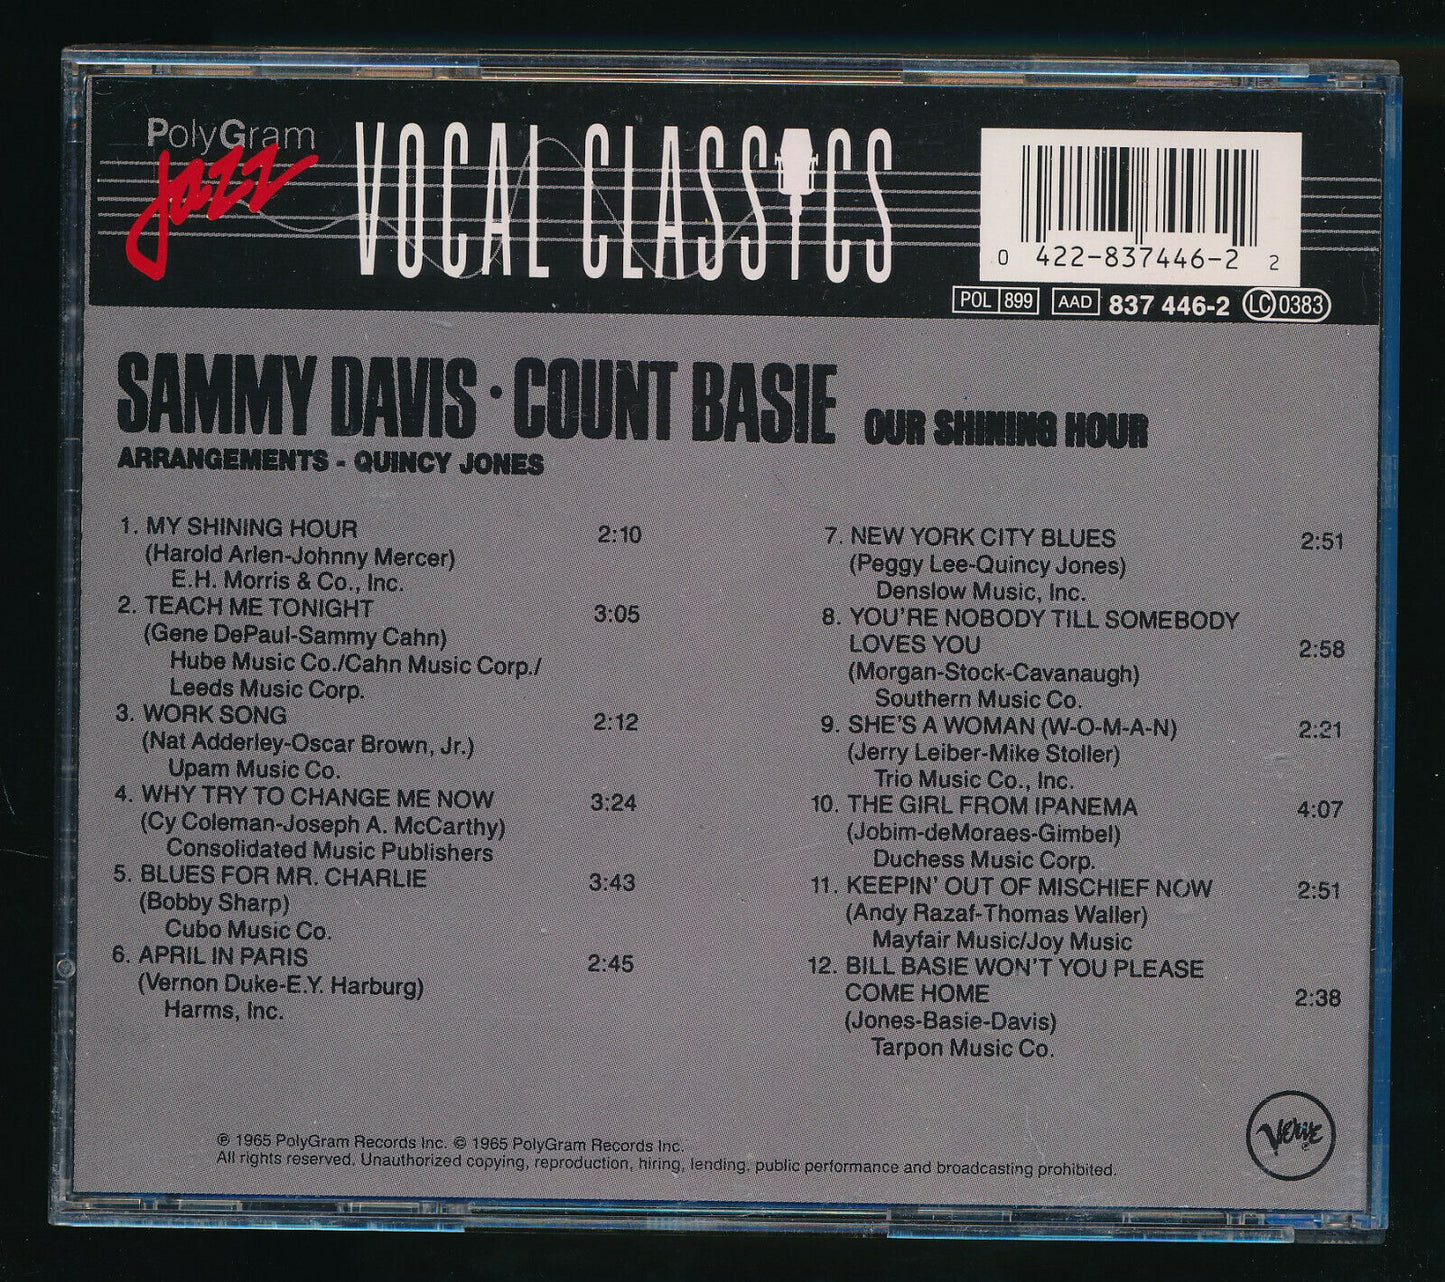 PolyGram
Jazz
VOCAL CLASSICS
0 422-837446-2 2
POL 899 AAD 837 446-2 LC 0383
SAMMY DAVIS · COUNT BASIE OUR SHINING HOUR
ARRANGEMENTS - QUINCY JONES
1. MY SHINING HOUR 2:10
(Harold Arlen-Johnny Mercer)
E.H. Morris & Co., Inc.
2. TEACH ME TONIGHT 3:05
(Gene DePaul-Sammy Cahn)
Hube Music Co./Cahn Music Corp./
Leeds Music Corp.
3. WORK SONG 2:12
(Nat Adderley-Oscar Brown, Jr.)
Upam Music Co.
4. WHY TRY TO CHANGE ME NOW 3:24
(Cy Coleman-Joseph A. McCarthy)
Consolidated Music Publishers
5. BLUES FOR MR. CHARLIE 3:43
(Bobby Sharp)
Cubo Music Co.
6. APRIL IN PARIS 2:45
(Vernon Duke-E.Y. Harburg)
Harms, Inc.
7. NEW YORK CITY BLUES 2:51
(Peggy Lee-Quincy Jones)
Denslow Music, Inc.
8. YOU'RE NOBODY TILL SOMEBODY
LOVES YOU 2:58
(Morgan-Stock-Cavanaugh)
Southern Music Co.
9. SHE'S A WOMAN (W-O-M-A-N) 2:21
(Jerry Leiber-Mike Stoller)
Trio Music Co., Inc.
10. THE GIRL FROM IPANEMA 4:07
(Jobim-deMoraes-Gimbel)
Duchess Music Corp.
11. KEEPIN' OUT OF MISCHIEF NOW 2:51
(Andy Razaf-Thomas Waller)
Mayfair Music/Joy Music
12. BILL BASIE WON'T YOU PLEASE
COME HOME 2:38
(Jones-Basie-Davis)
Tarpon Music Co.
℗ 1965 PolyGram Records Inc. © 1965 PolyGram Records Inc.
All rights reserved. Unauthorized copying, reproduction, hiring, lending, public performance and broadcasting prohibited.
Verve